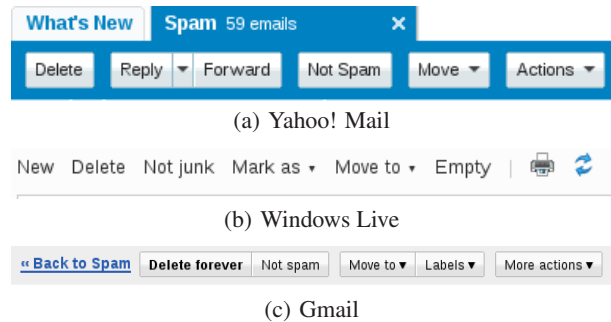 What's New Spam 59 emails ×
Delete Reply ▾ Forward Not Spam Move ▾ Actions ▾
(a) Yahoo! Mail
New Delete Not junk Mark as ▾ Move to ▾ Empty |
(b) Windows Live
‹‹ Back to Spam Delete forever Not spam Move to ▾ Labels ▾ More actions ▾
(c) Gmail